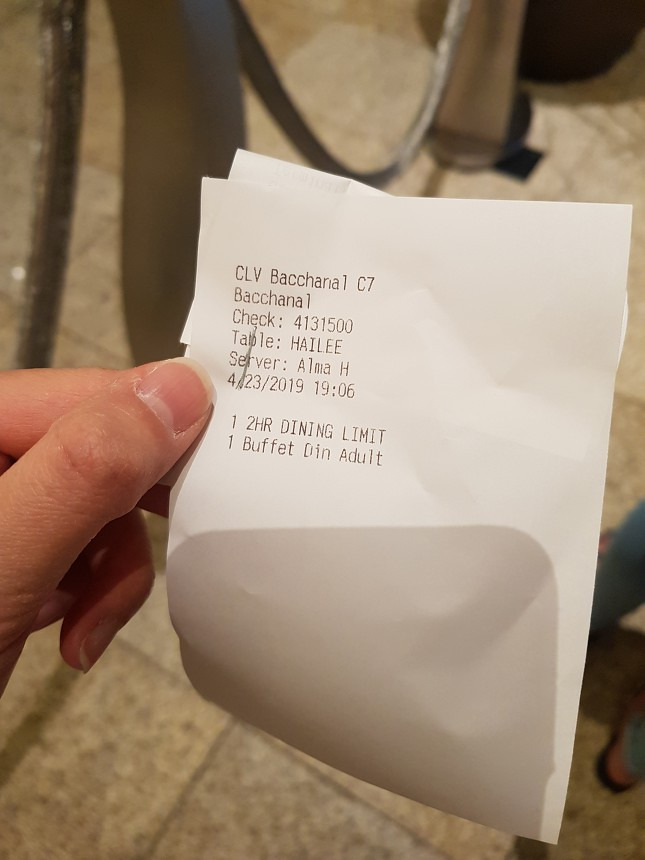 CLV Bacchanal C7
Bacchanal
Check: 4131500
Table: HAILEE
Server: Alma H
4/23/2019 19:06
1 2HR DINING LIMIT
1 Buffet Din Adult